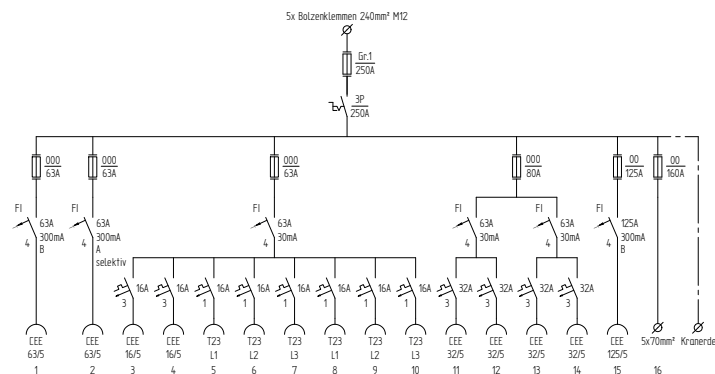 5x Bolzenklemmen 240mm² M12
Gr.1
250A
3P
250A
000
63A
000
63A
000
63A
000
80A
00
125A
00
160A
FI
63A
4
300mA
B
FI
63A
4
300mA
A
selektiv
FI
63A
4
30mA
FI
63A
4
30mA
FI
63A
4
30mA
FI
125A
4
300mA
B
16A
3
16A
3
16A
1
16A
1
16A
1
16A
1
16A
1
16A
1
32A
3
32A
3
32A
3
32A
3
CEE CEE CEE CEE T23 T23 T23 T23 T23 T23 CEE CEE CEE CEE CEE 5x70mm² Kranerde
63/5 63/5 16/5 16/5 L1 L2 L3 L1 L2 L3 32/5 32/5 32/5 32/5 125/5
1 2 3 4 5 6 7 8 9 10 11 12 13 14 15 16